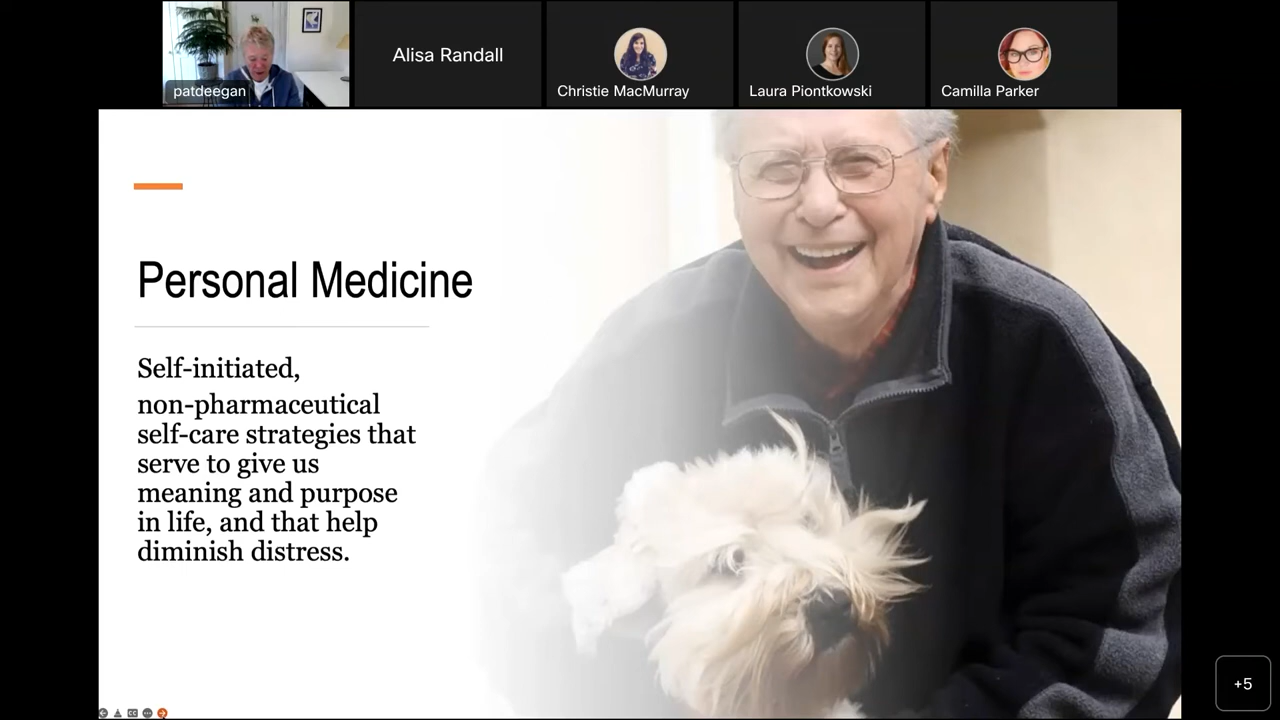 patdeegan
Alisa Randall
Christie MacMurray
Laura Piontkowski
Camilla Parker
Personal Medicine
Self-initiated,
non-pharmaceutical
self-care strategies that
serve to give us
meaning and purpose
in life, and that help
diminish distress.
+5